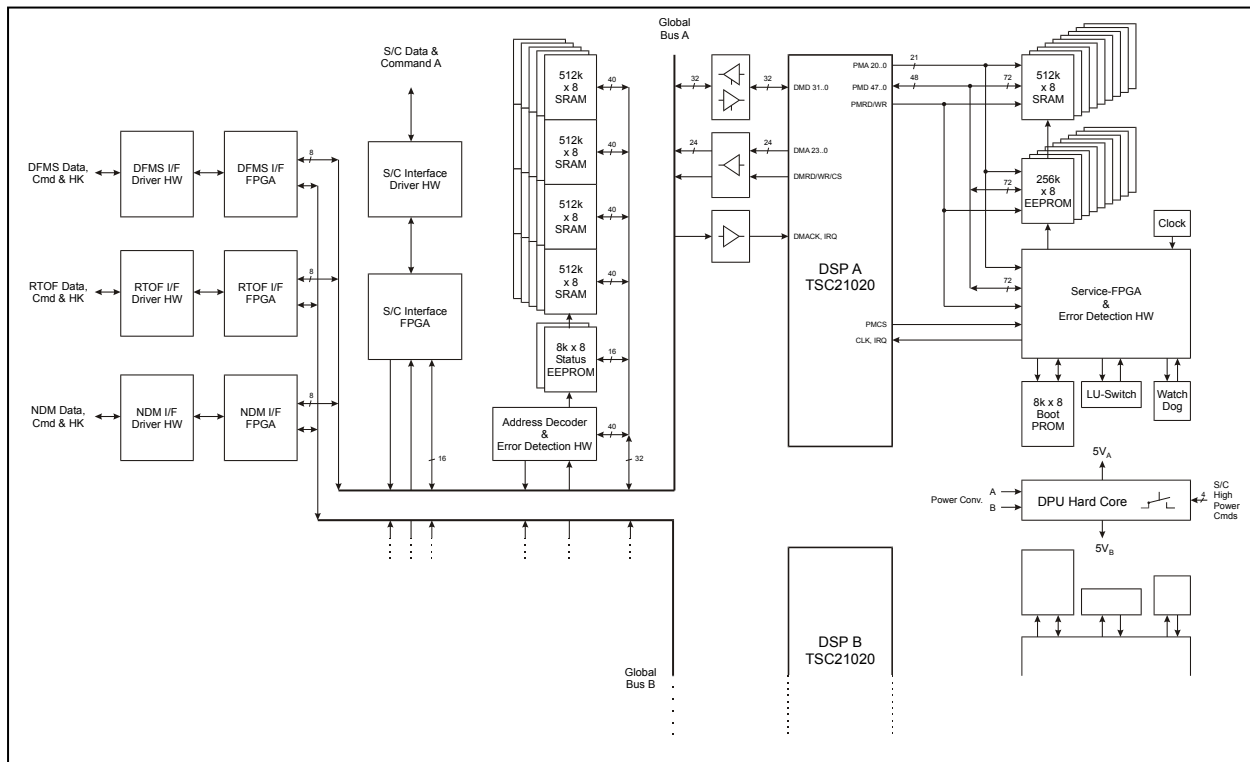 Global
Bus A
S/C Data &
Command A
DFMS Data,
Cmd & HK
DFMS I/F
Driver HW
DFMS I/F
FPGA
8
RTOF Data,
Cmd & HK
RTOF I/F
Driver HW
RTOF I/F
FPGA
8
NDM Data,
Cmd & HK
NDM I/F
Driver HW
NDM I/F
FPGA
8
S/C Interface
Driver HW
S/C Interface
FPGA
16
512k
x 8
SRAM
40
512k
x 8
SRAM
40
512k
x 8
SRAM
40
512k
x 8
SRAM
40
8k x 8
Status
EEPROM
16
Address Decoder
&
Error Detection HW
40
32
32
32
24
24
DMD 31..0
DMA 23..0
DMRD/WR/CS
DMACK, IRQ
DSP A
TSC21020
PMA 20..0
PMD 47..0
PMRD/WR
PMCS
CLK, IRQ
21
48
72
512k
x 8
SRAM
72
256k
x 8
EEPROM
72
Clock
Service-FPGA
&
Error Detection HW
8k x 8
Boot
PROM
LU-Switch
Watch
Dog
5VA
Power Conv.
A
B
DPU Hard Core
4
S/C
High
Power
Cmds
5VB
DSP B
TSC21020
Global
Bus B